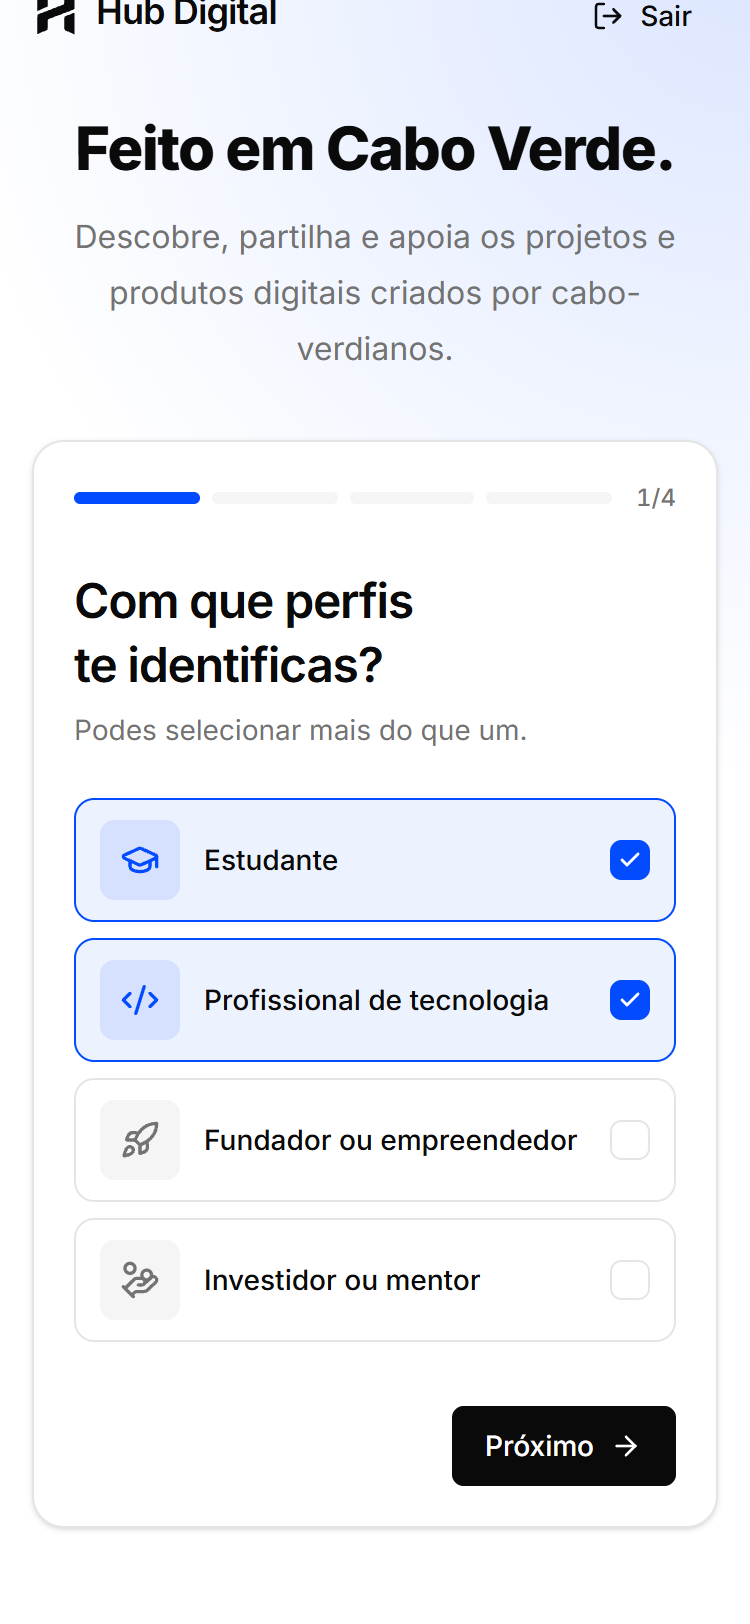 Hub Digital
Sair
Feito em Cabo Verde.
Descobre, partilha e apoia os projetos e
produtos digitais criados por cabo-
verdianos.
1/4
Com que perfis
te identificas?
Podes selecionar mais do que um.
Estudante
Profissional de tecnologia
Fundador ou empreendedor
Investidor ou mentor
Próximo